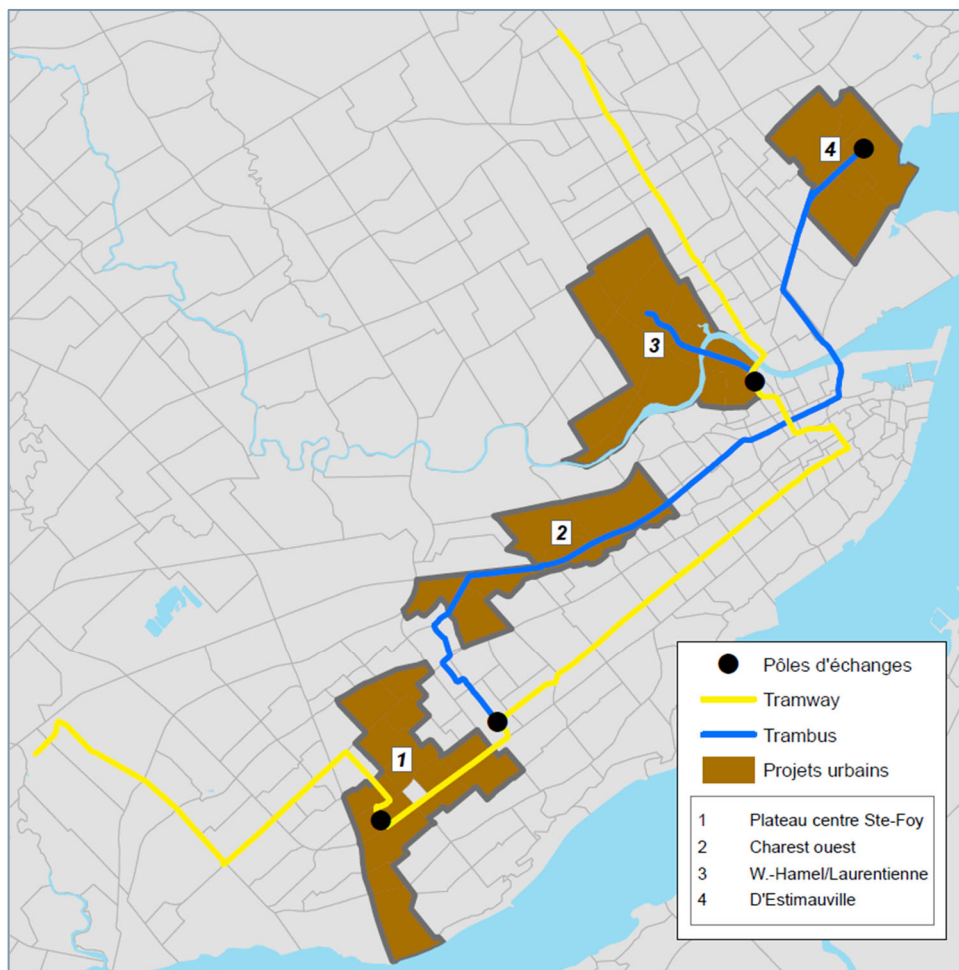 4
3
2
1
Pôles d'échanges
Tramway
Trambus
Projets urbains
1 Plateau centre Ste-Foy
2 Charest ouest
3 W.-Hamel/Laurentienne
4 D'Estimauville